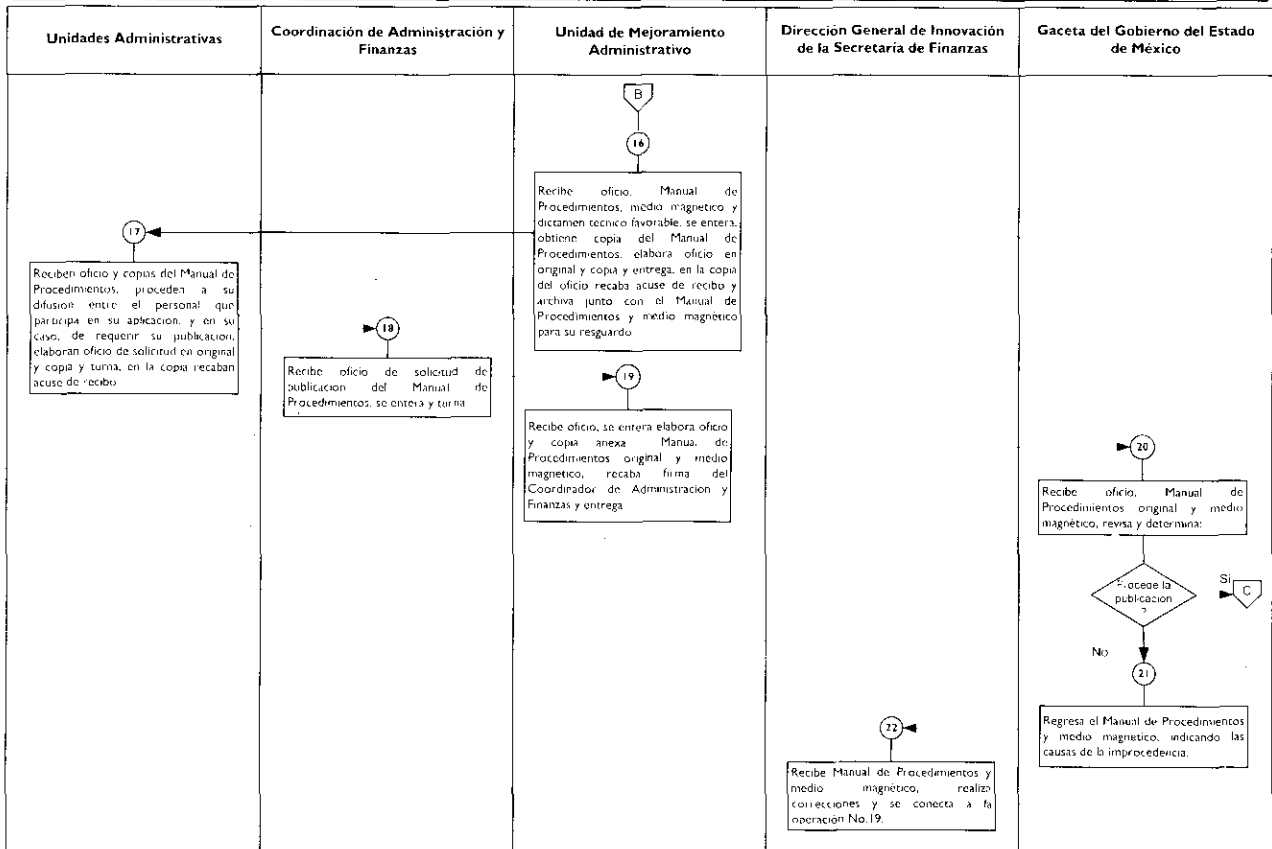 Unidades Administrativas
Coordinación de Administración y
Finanzas
Unidad de Mejoramiento
Administrativo
Dirección General de Innovación
de la Secretaría de Finanzas
Gaceta del Gobierno del Estado
de México
B
16
Recibe oficio, Manual de
Procedimientos, medio magnetico y
dictamen tecnico favorable, se entera,
obtiene copia del Manual de
Procedimientos, elabora oficio en
original y copia y entrega, en la copia
del oficio recaba acuse de recibo y
archiva junto con el Manual de
Procedimientos y medio magnético
para su resguardo
17
Reciben oficio y copias del Manual de
Procedimientos, proceden a su
difusion entre el personal que
participa en su aplicacion, y en su
caso, de requerir su publicacion,
elaboran oficio de solicitud en original
y copia y turna, en la copia recaban
acuse de recibo
18
Recibe oficio de solicitud de
publicacion del Manual de
Procedimientos, se entera y turna
19
Recibe oficio, se entera elabora oficio
y copia anexa Manual de
Procedimientos original y medio
magnetico, recaba firma del
Coordinador de Administracion y
Finanzas y entrega
20
Recibe oficio, Manual de
Procedimientos original y medio
magnético, revisa y determina:
Procede la
publicacion
?
Si
C
No
21
Regresa el Manual de Procedimientos
y medio magnetico, indicando las
causas de la improcedencia.
22
Recibe Manual de Procedimientos y
medio magnético, realiza
correcciones y se conecta a la
operación No.19.